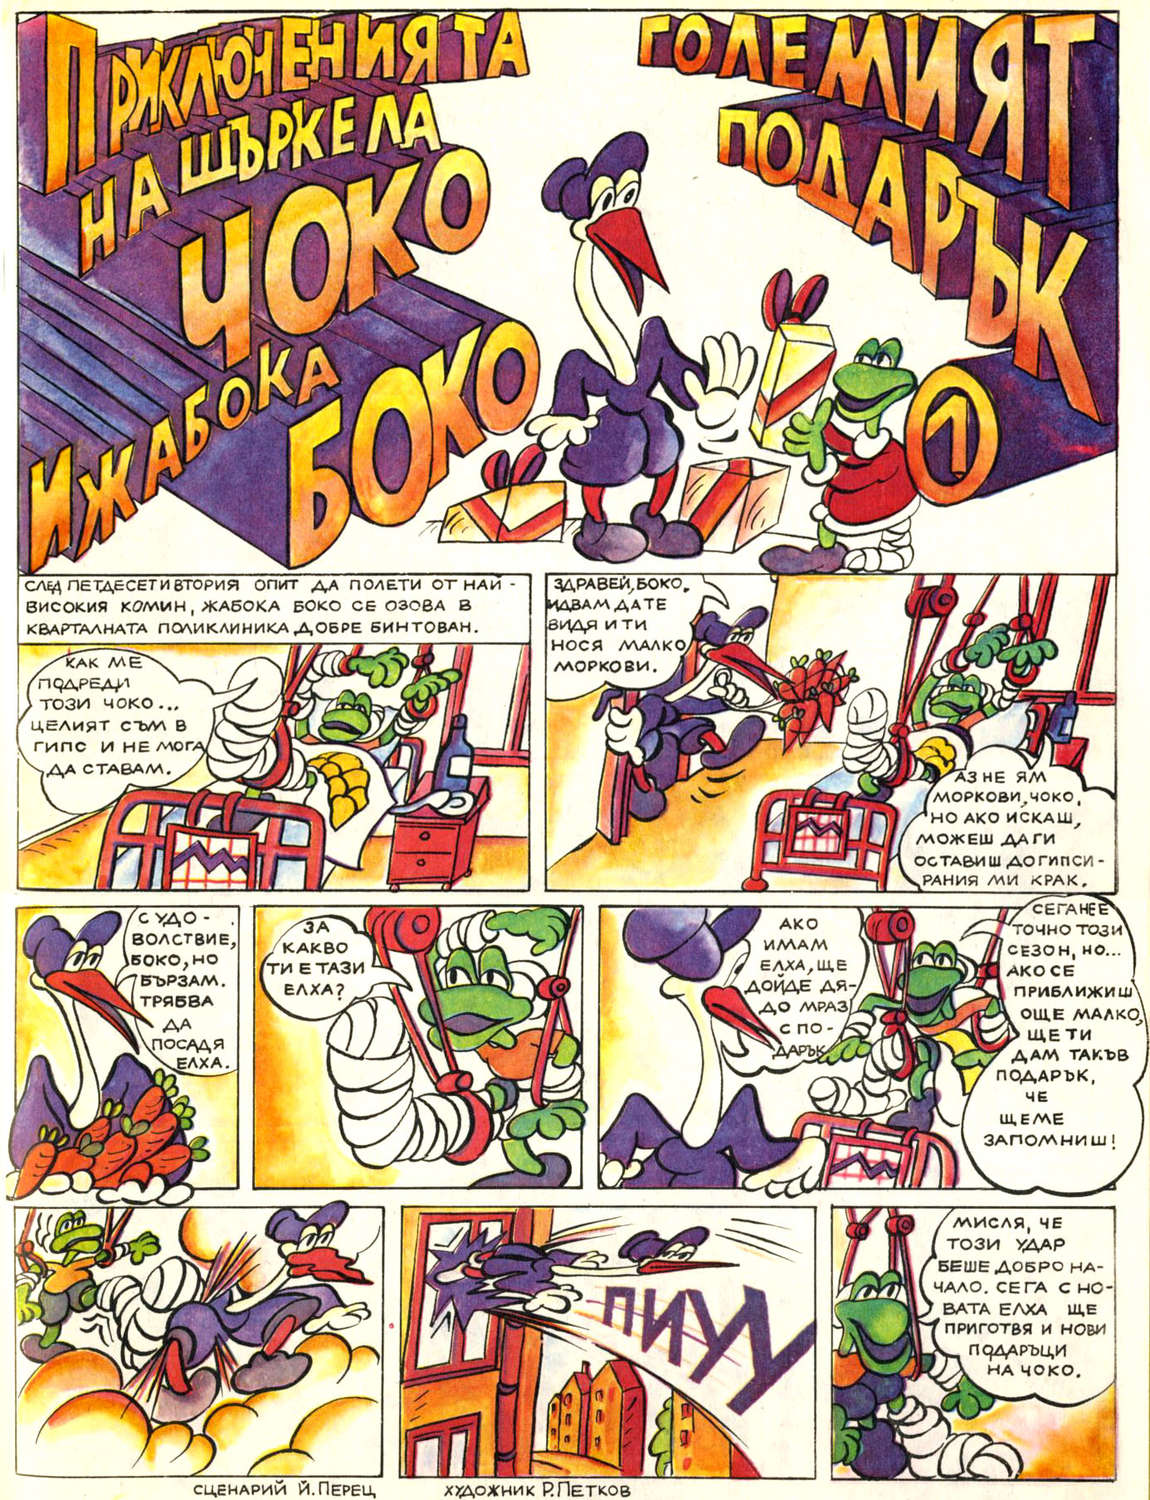 ПРИКЛЮЧЕНИЯТА
НА ЩЪРКЕЛА
ЧОКО
И ЖАБОКА
БОКО
ГОЛЕМИЯТ
ПОДАРЪК
1
СЛЕД ПЕТДЕСЕТИ ВТОРИЯ ОПИТ ДА ПОЛЕТИ ОТ НАЙ-
ВИСОКИЯ КОМИН, ЖАБОКА БОКО СЕ ОЗОВА В
КВАРТАЛНАТА ПОЛИКЛИНИКА ДОБРЕ БИНТОВАН.
КАК МЕ
ПОДРЕДИ
ТОЗИ ЧОКО...
ЦЕЛИЯТ СЪМ В
ГИПС И НЕ МОГА
ДА СТАВАМ.
ЗДРАВЕЙ, БОКО.
ИДВАМ ДА ТЕ
ВИДЯ И ТИ
НОСЯ МАЛКО
МОРКОВИ.
АЗ НЕ ЯМ
МОРКОВИ, ЧОКО,
НО АКО ИСКАШ,
МОЖЕШ ДА ГИ
ОСТАВИШ ДО ГИПСИ-
РАНИЯ МИ КРАК.
С УДО-
ВОЛСТВИЕ,
БОКО, НО
БЪРЗАМ.
ТРЯБВА
ДА
ПОСАДЯ
ЕЛХА.
ЗА
КАКВО
ТИ Е ТАЗИ
ЕЛХА?
АКО
ИМАМ
ЕЛХА, ЩЕ
ДОЙДЕ ДЯ-
ДО МРАЗ
С ПО-
ДАРЪК.
СЕГА НЕ Е
ТОЧНО ТОЗИ
СЕЗОН, НО...
АКО СЕ
ПРИБЛИЖИШ
ОЩЕ МАЛКО,
ЩЕ ТИ
ДАМ ТАКЪВ
ПОДАРЪК,
ЧЕ
ЩЕ МЕ
ЗАПОМНИШ!
ПИУУ
МИСЛЯ, ЧЕ
ТОЗИ УДАР
БЕШЕ ДОБРО НА-
ЧАЛО. СЕГА С НО-
ВАТА ЕЛХА ЩЕ
ПРИГОТВЯ И НОВИ
ПОДАРЪЦИ
НА ЧОКО.
СЦЕНАРИЙ Й. ПЕРЕЦ
ХУДОЖНИК Р. ПЕТКОВ